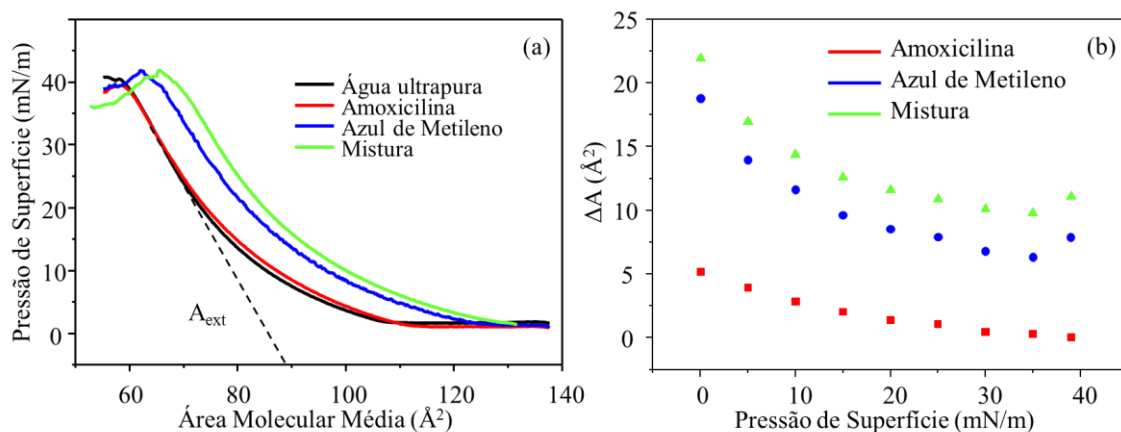 (a)
Pressão de Superfície (mN/m)
40
30
20
10
0
Água ultrapura
Amoxicilina
Azul de Metileno
Mistura
A_ext
60 80 100 120 140
Área Molecular Média (Å²)
(b)
ΔA (Å²)
25
20
15
10
5
0
Amoxicilina
Azul de Metileno
Mistura
0 10 20 30 40
Pressão de Superfície (mN/m)